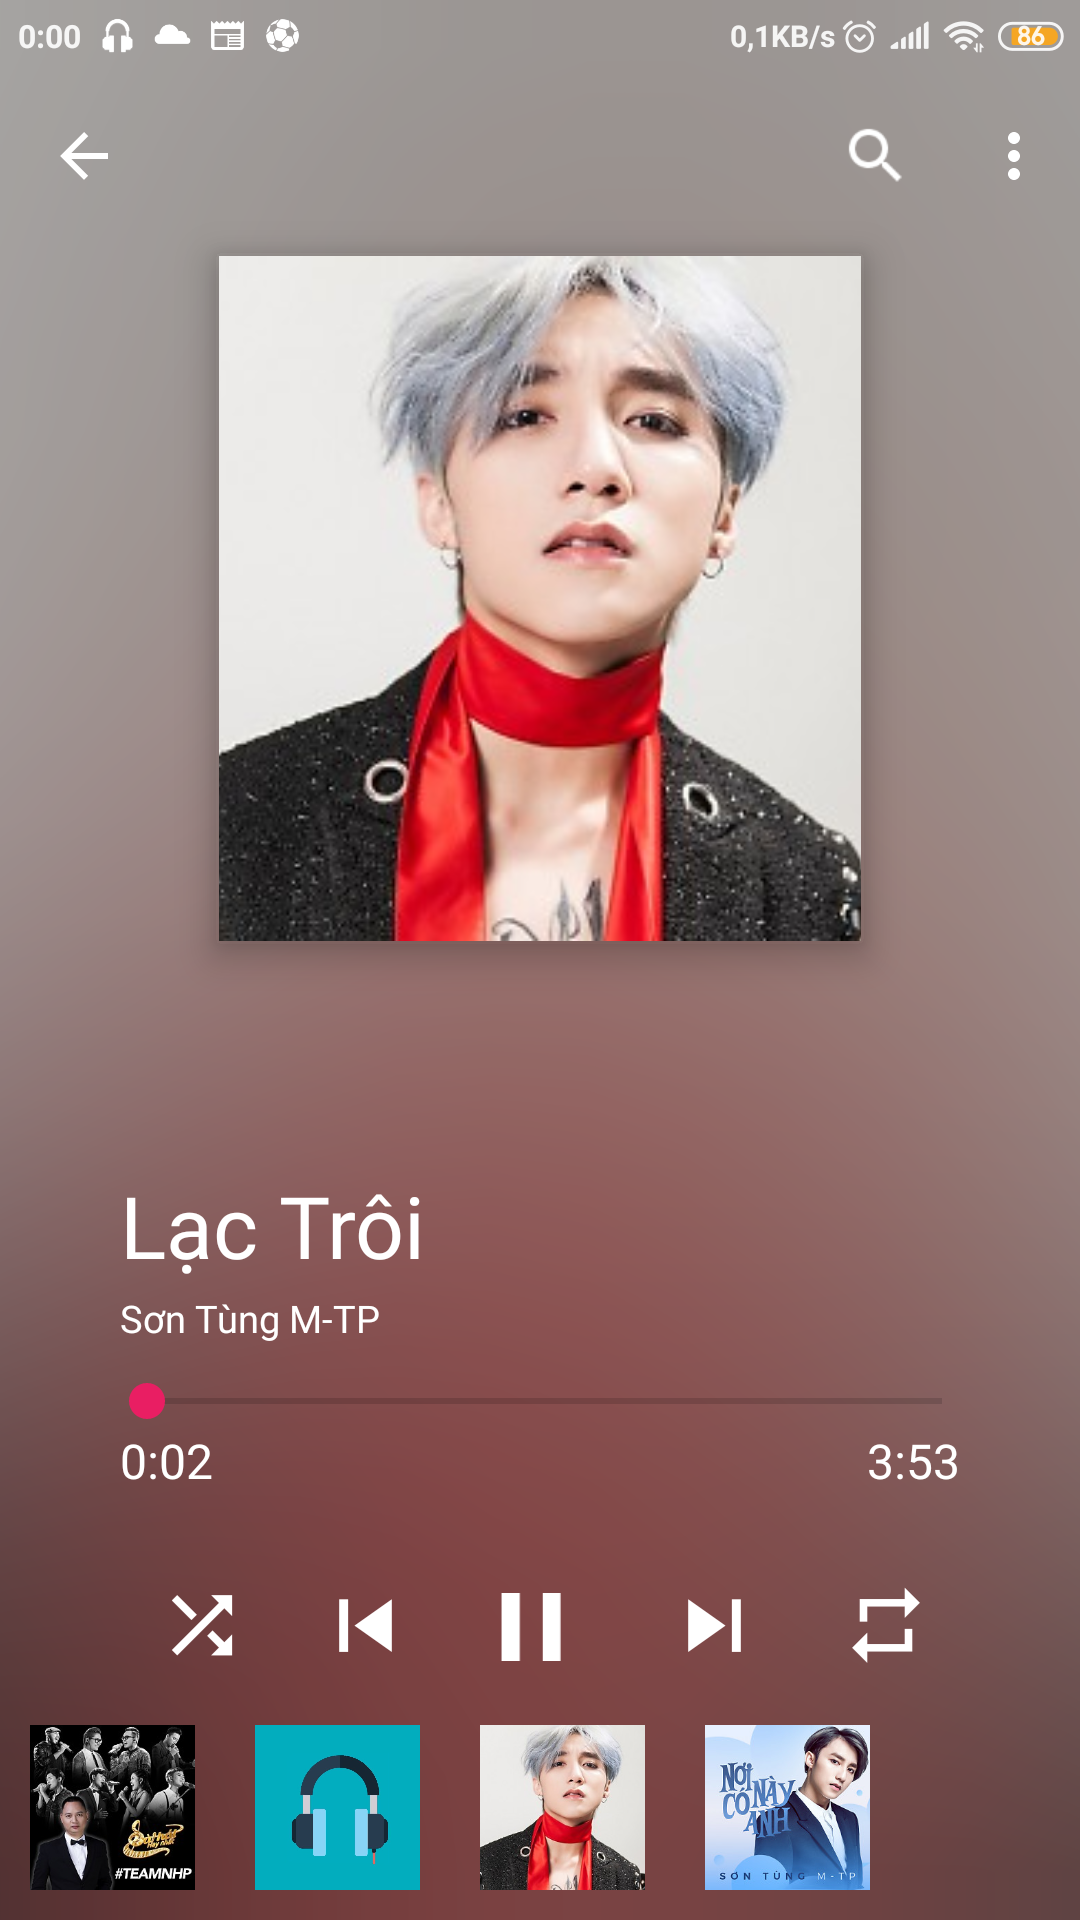 0:00
0,1KB/s
86
Lạc Trôi
Sơn Tùng M-TP
0:02
3:53
#TEAMNHP
NƠI
NÀY
CÓ
ANH
SƠN TÙNG M-TP